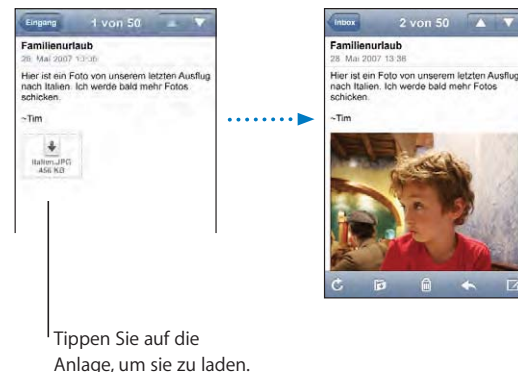 Eingang
1 von 50
Familienurlaub
28. Mai 2007 13:36
Hier ist ein Foto von unserem letzten Ausflug
nach Italien. Ich werde bald mehr Fotos
schicken.
~Tim
Italien.JPG
456 KB
Inbox
2 von 50
Familienurlaub
28. Mai 2007 13:36
Hier ist ein Foto von unserem letzten Ausflug
nach Italien. Ich werde bald mehr Fotos
schicken.
~Tim
Tippen Sie auf die
Anlage, um sie zu laden.